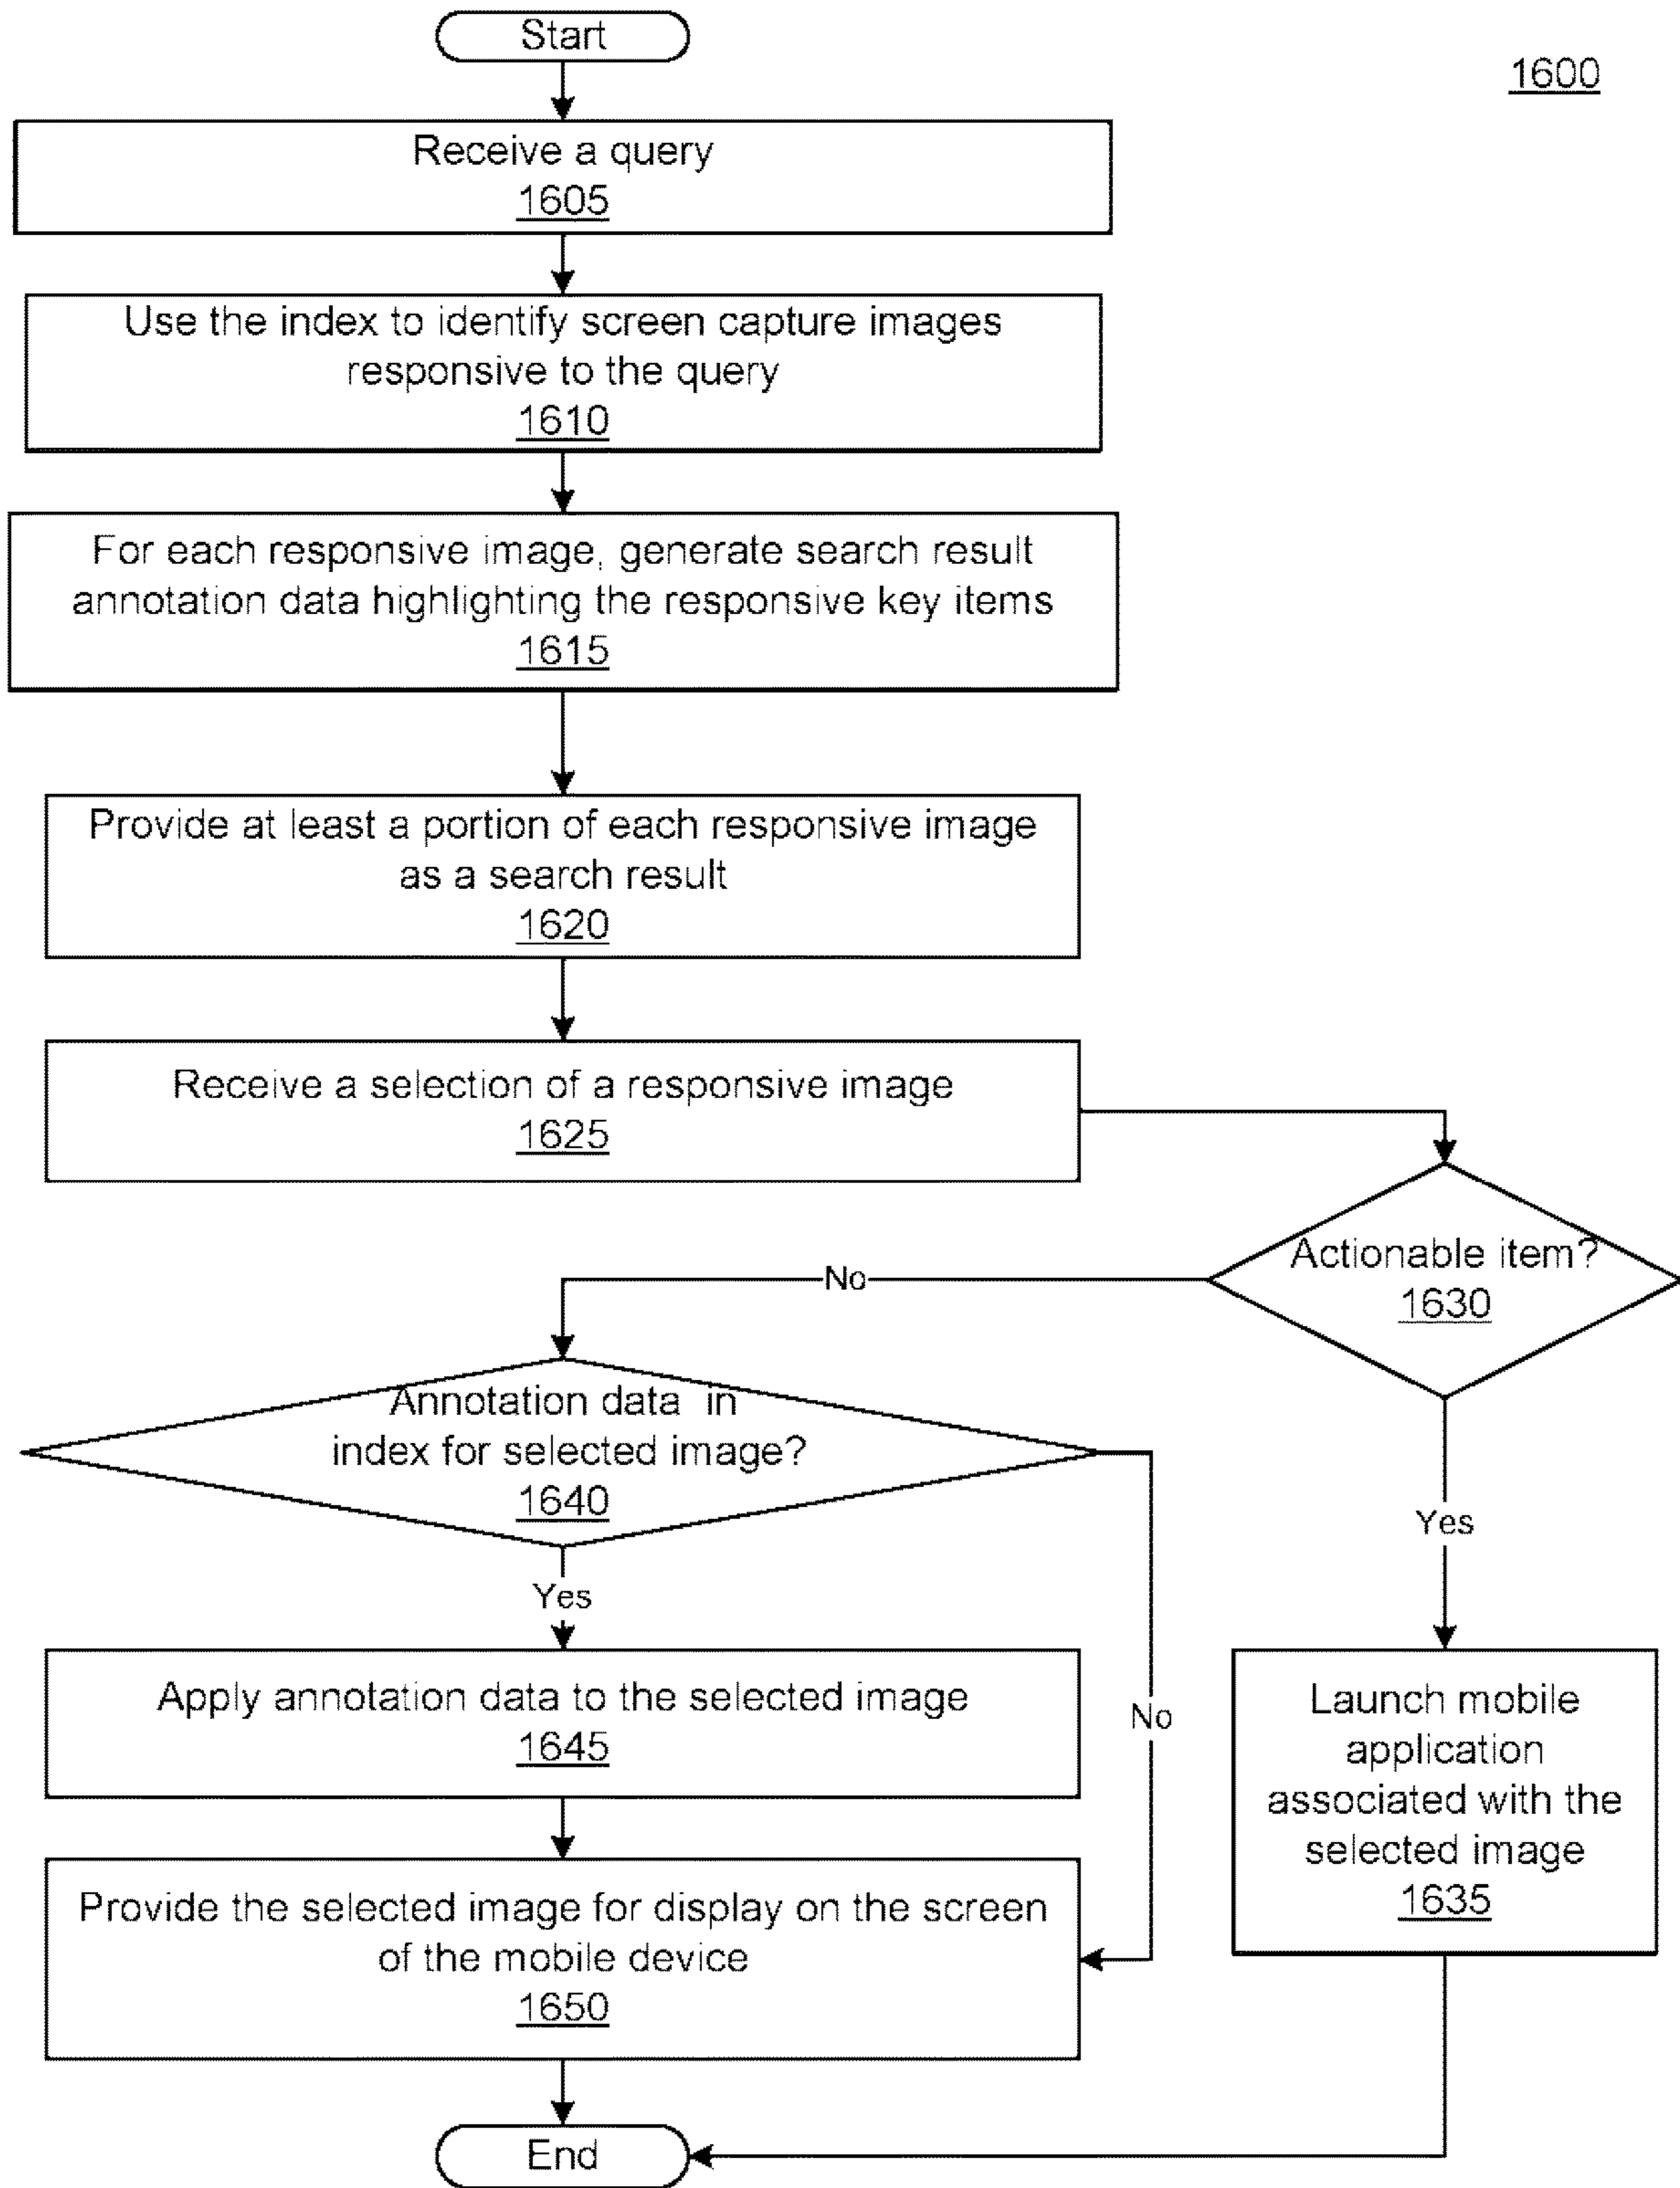 Start
1600
Receive a query
1605
Use the index to identify screen capture images
responsive to the query
1610
For each responsive image, generate search result
annotation data highlighting the responsive key items
1615
Provide at least a portion of each responsive image
as a search result
1620
Receive a selection of a responsive image
1625
Actionable item?
1630
No
Annotation data in
index for selected image?
1640
Yes
Yes
Apply annotation data to the selected image
1645
No
Launch mobile
application
associated with the
selected image
1635
Provide the selected image for display on the screen
of the mobile device
1650
End